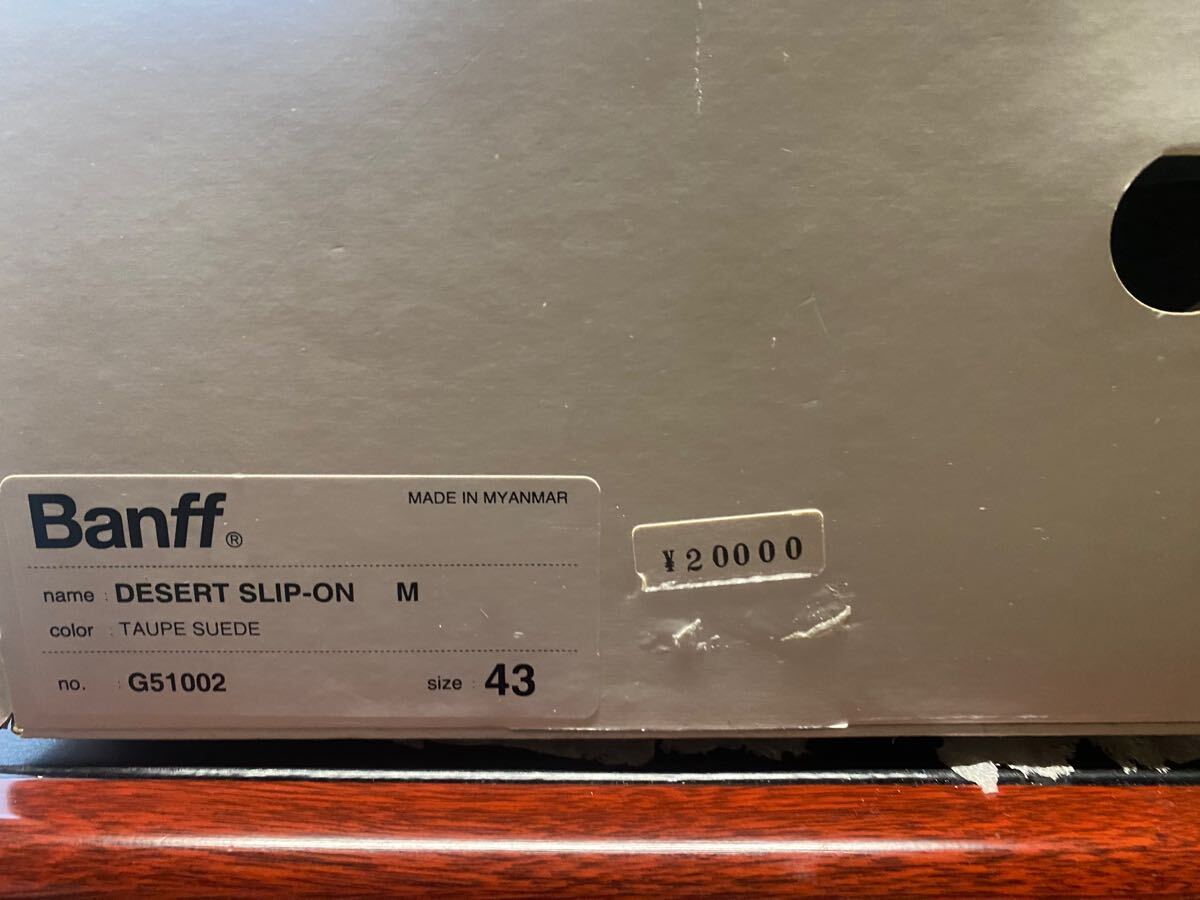 Banff®
MADE IN MYANMAR
name : DESERT SLIP-ON M
color : TAUPE SUEDE
no. : G51002
size : 43
¥20000